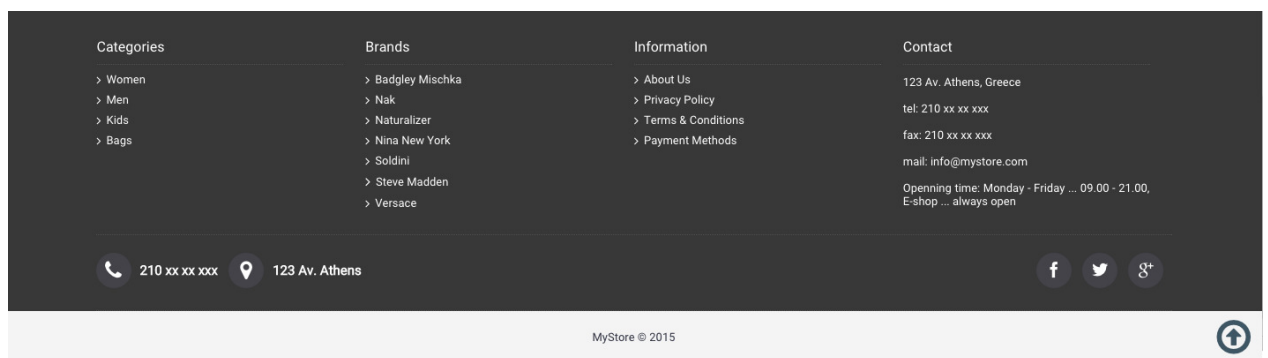 Categories
Women
Men
Kids
Bags
Brands
Badgley Mischka
Nak
Naturalizer
Nina New York
Soldini
Steve Madden
Versace
Information
About Us
Privacy Policy
Terms & Conditions
Payment Methods
Contact
123 Av. Athens, Greece
tel: 210 xx xx xxx
fax: 210 xx xx xxx
mail: info@mystore.com
Openning time: Monday - Friday ... 09.00 - 21.00,
E-shop ... always open
210 xx xx xxx
123 Av. Athens
MyStore © 2015